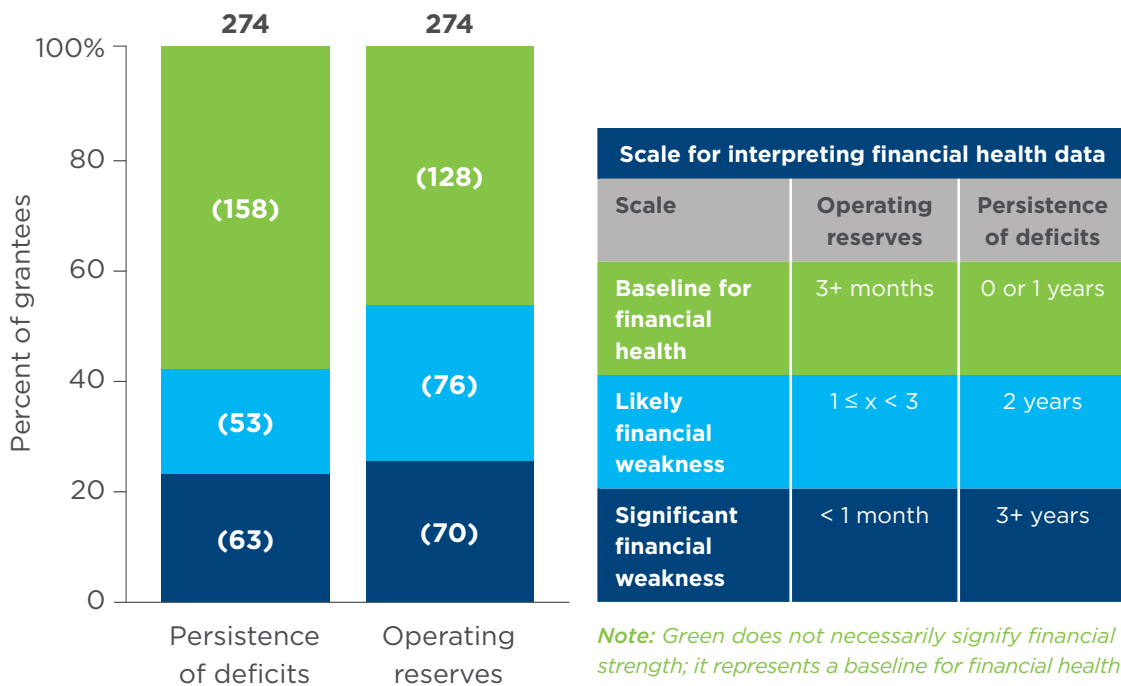 274
274
100%
80
60
40
20
0
Percent of grantees
(158)
(128)
(53)
(76)
(63)
(70)
Persistence
of deficits
Operating
reserves
Scale for interpreting financial health data
Scale
Operating
reserves
Persistence
of deficits
Baseline for
financial
health
3+ months
0 or 1 years
Likely
financial
weakness
1 ≤ x < 3
2 years
Significant
financial
weakness
< 1 month
3+ years
Note: Green does not necessarily signify financial
strength; it represents a baseline for financial health